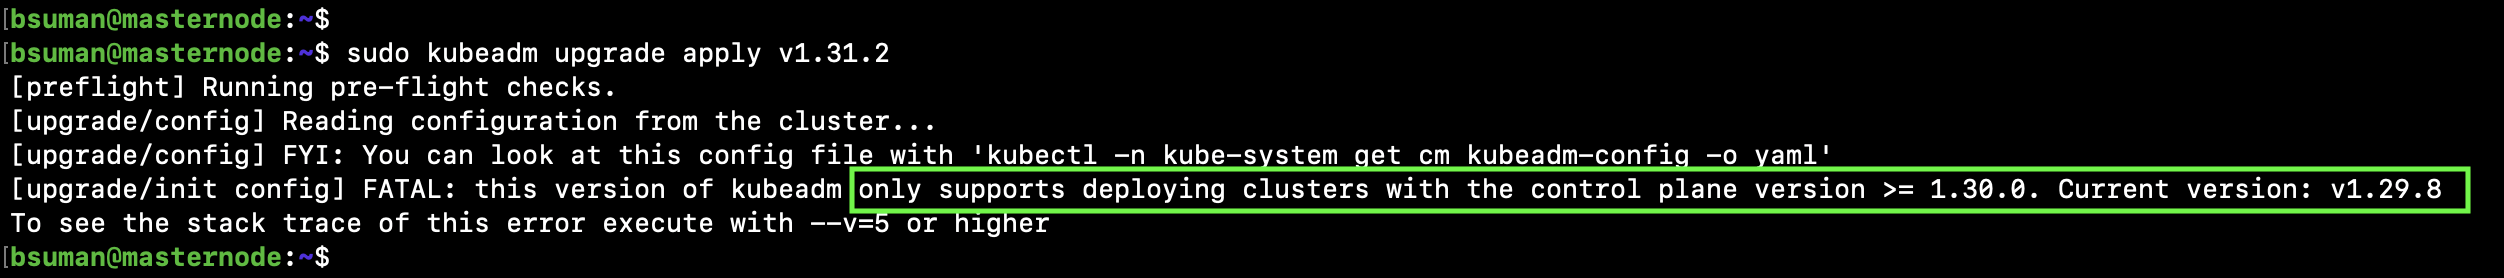 [bsuman@masternode:~$
[bsuman@masternode:~$ sudo kubeadm upgrade apply v1.31.2
[preflight] Running pre-flight checks.
[upgrade/config] Reading configuration from the cluster...
[upgrade/config] FYI: You can look at this config file with 'kubectl -n kube-system get cm kubeadm-config -o yaml'
[upgrade/init config] FATAL: this version of kubeadm only supports deploying clusters with the control plane version >= 1.30.0. Current version: v1.29.8
To see the stack trace of this error execute with --v=5 or higher
[bsuman@masternode:~$